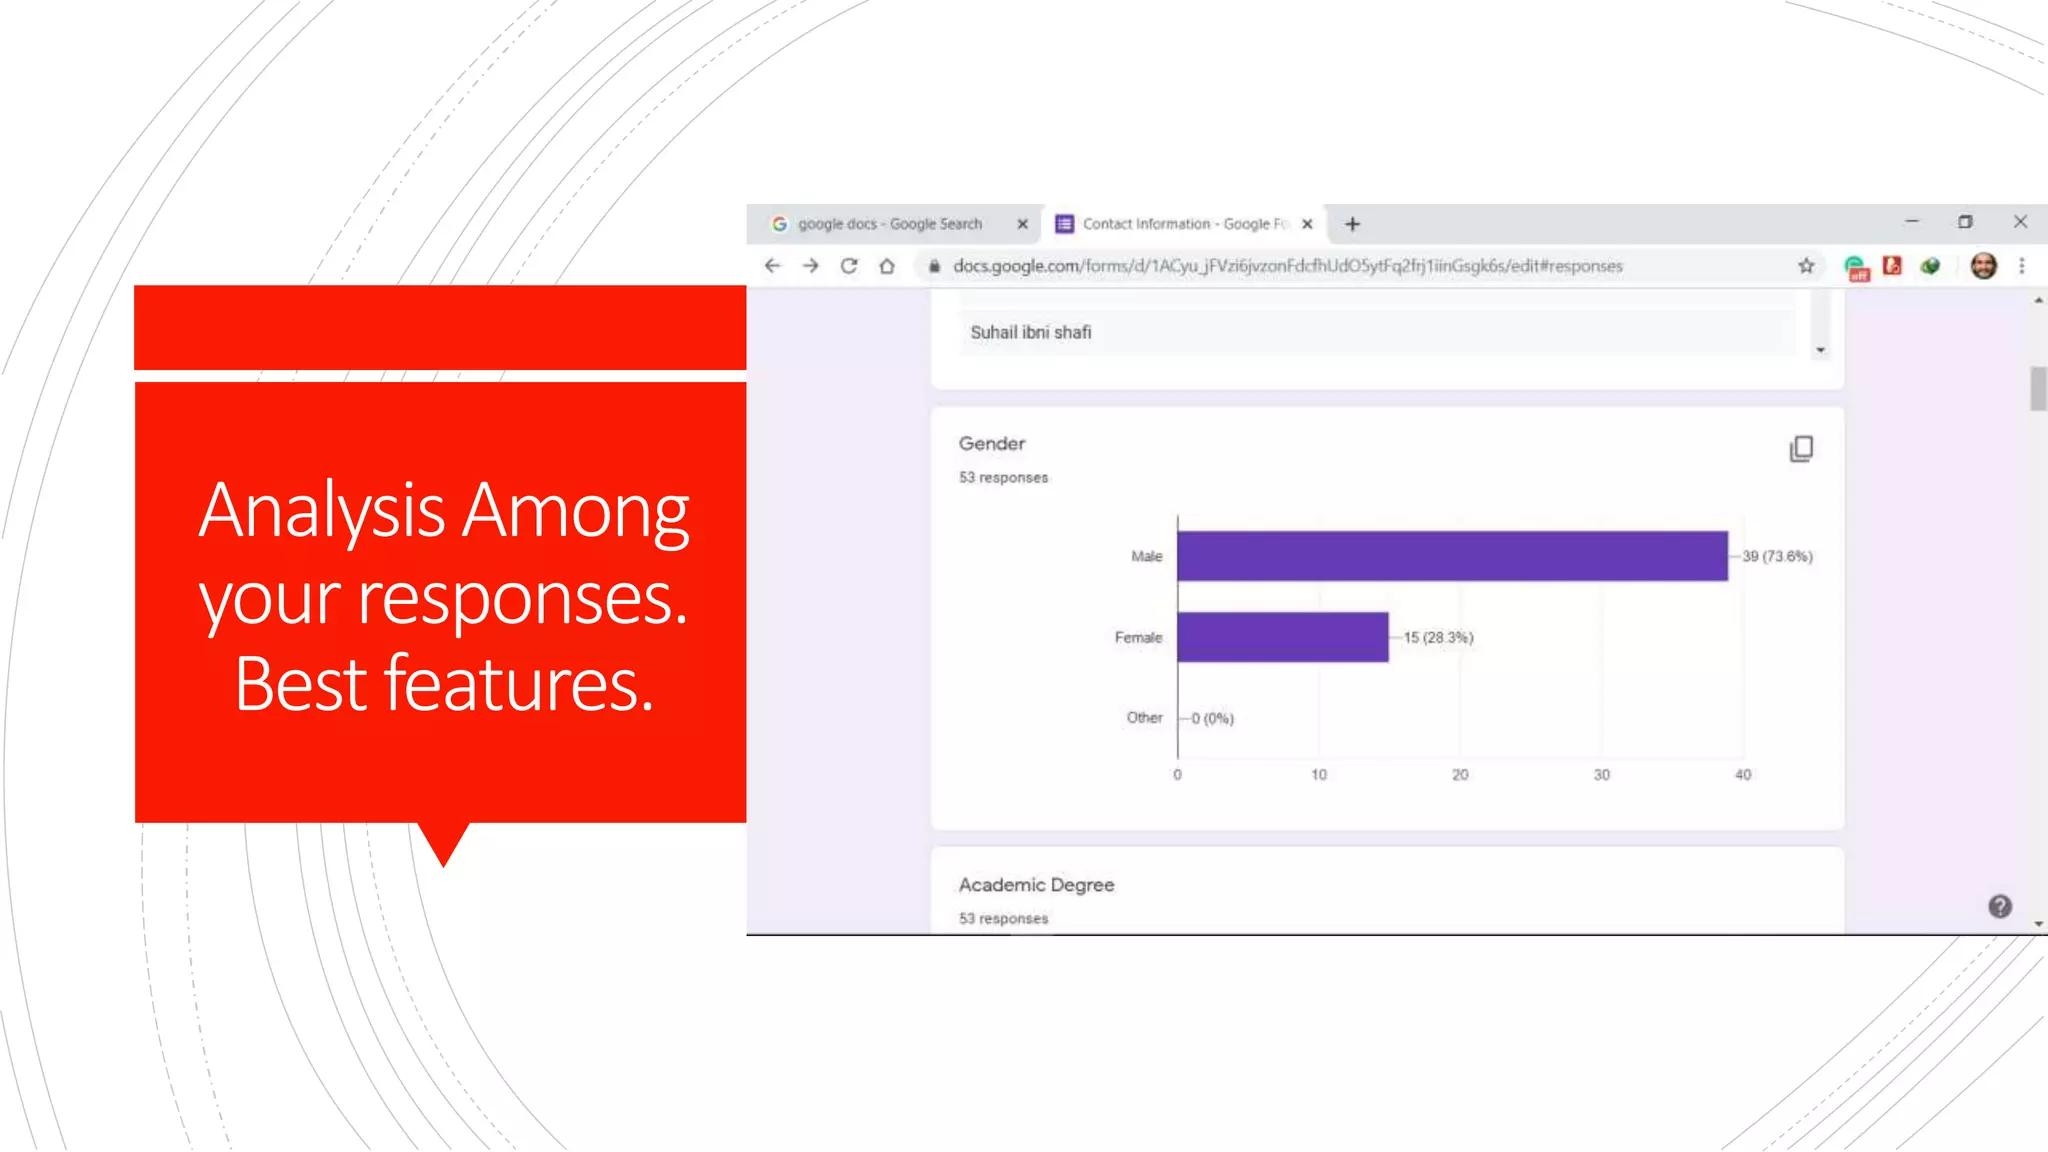 Analysis Among
your responses.
Best features.
google docs - Google Search
Contact Information - Google Fo
docs.google.com/forms/d/1ACyu_jFVzi6jvzonFdcfhUdO5ytFq2frj1iinGsgk6s/edit#responses
off
Suhail ibni shafi
Gender
53 responses
Male
39 (73.6%)
Female
15 (28.3%)
Other
0 (0%)
0 10 20 30 40
Academic Degree
53 responses